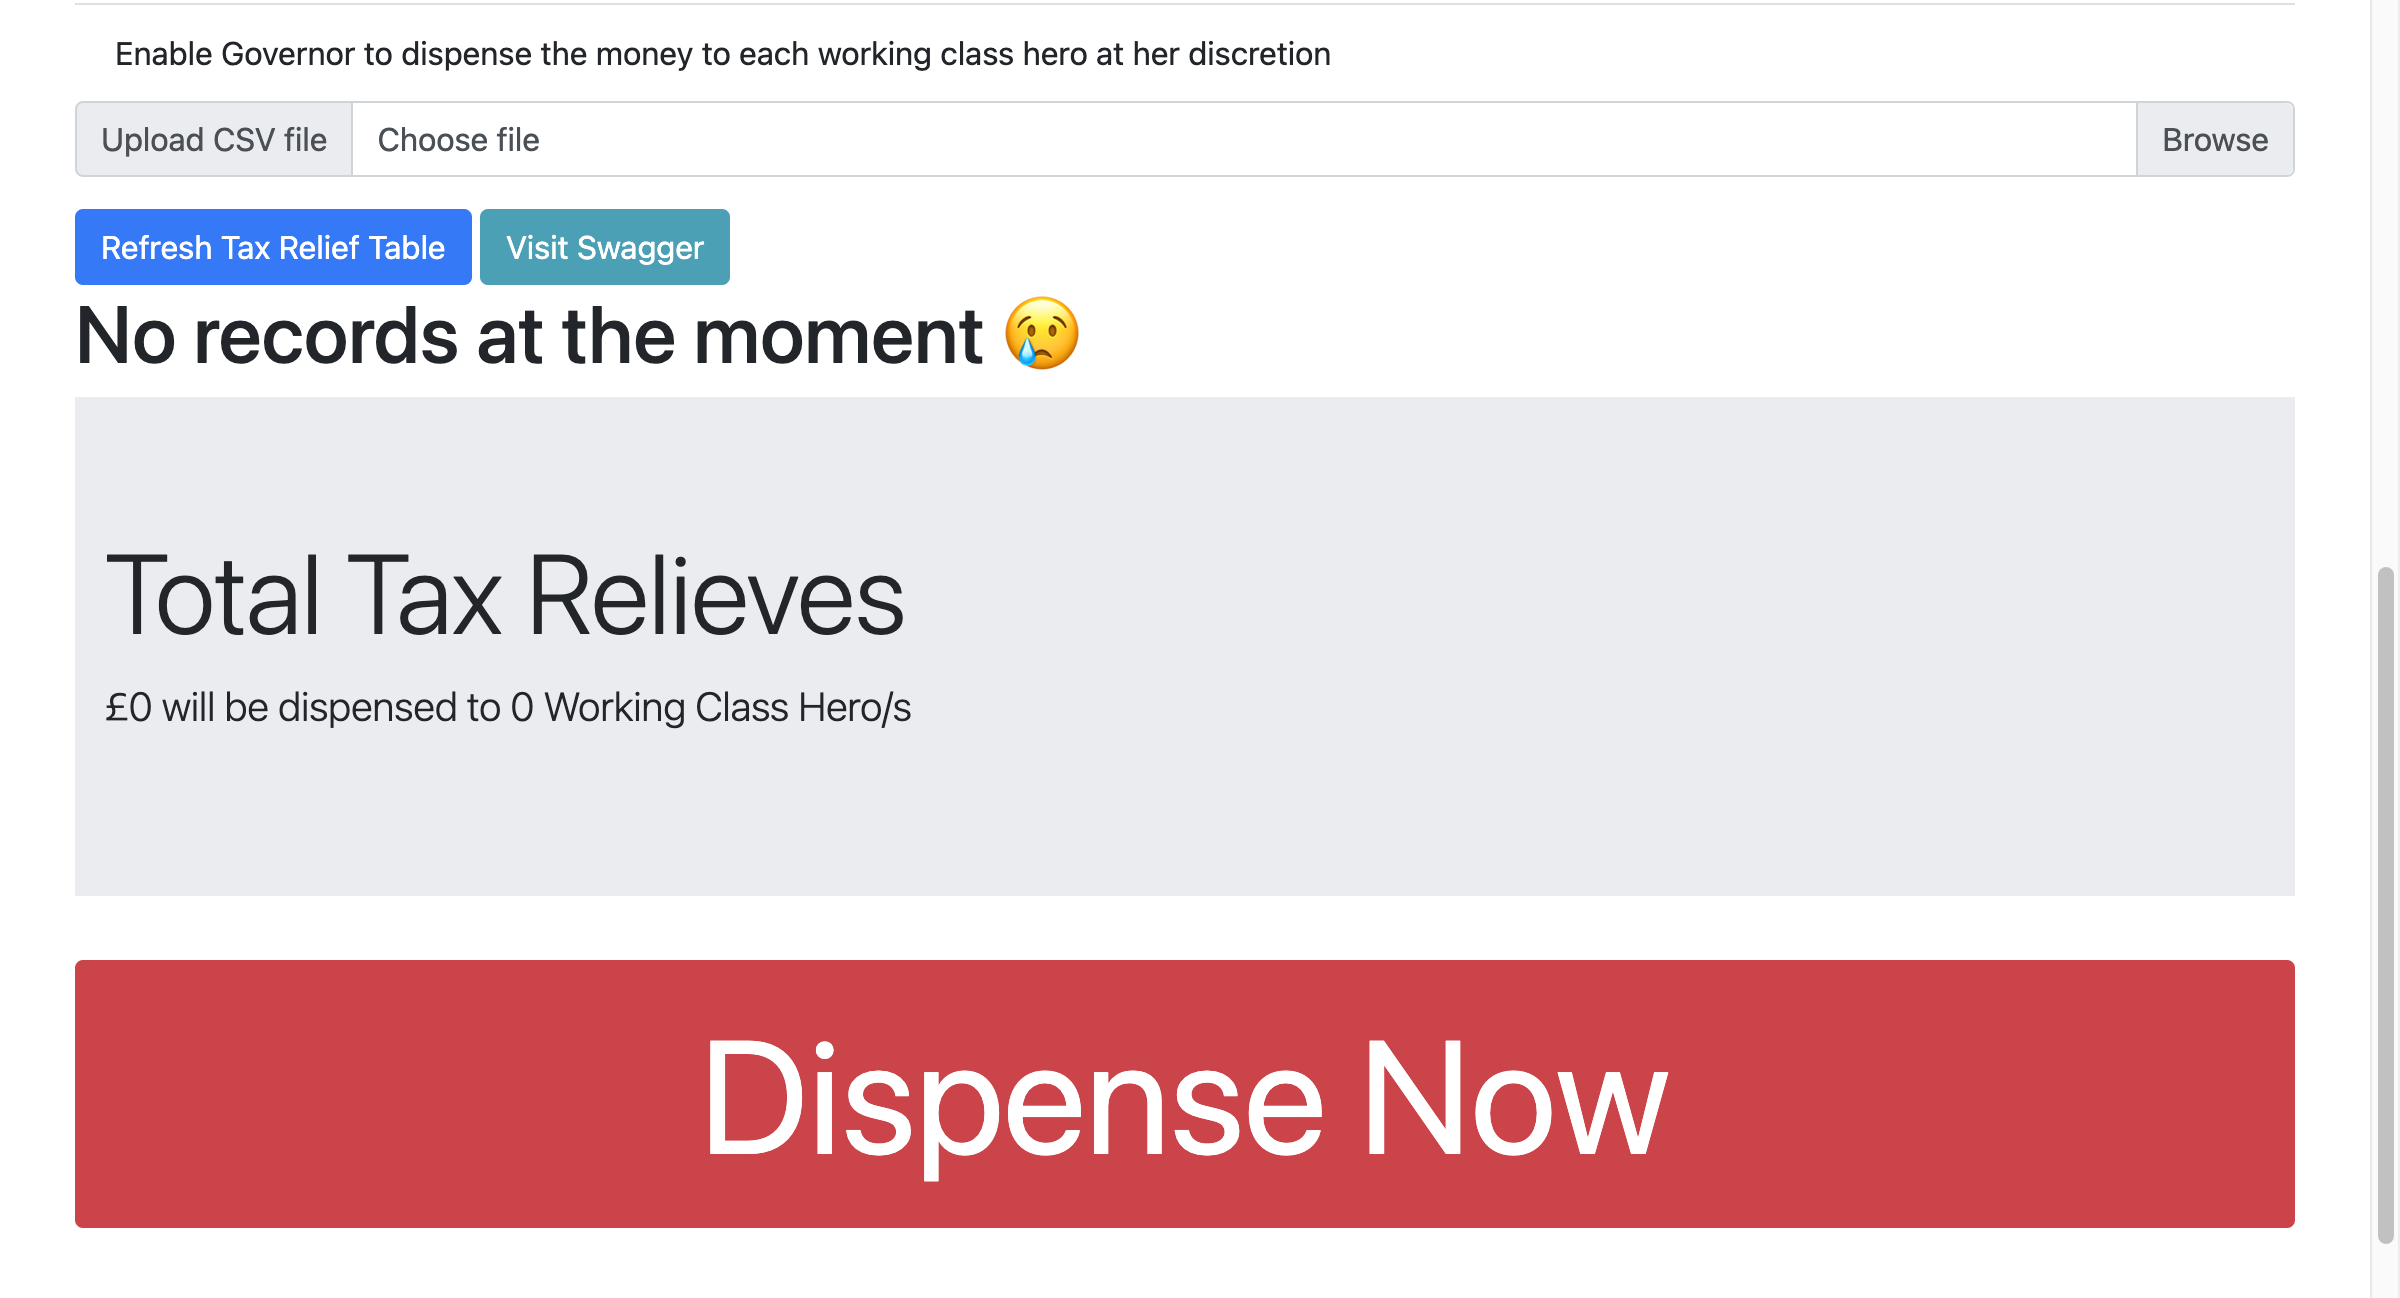 Enable Governor to dispense the money to each working class hero at her discretion
Upload CSV file Choose file Browse
Refresh Tax Relief Table Visit Swagger
No records at the moment 😢
Total Tax Relieves
£0 will be dispensed to 0 Working Class Hero/s
Dispense Now